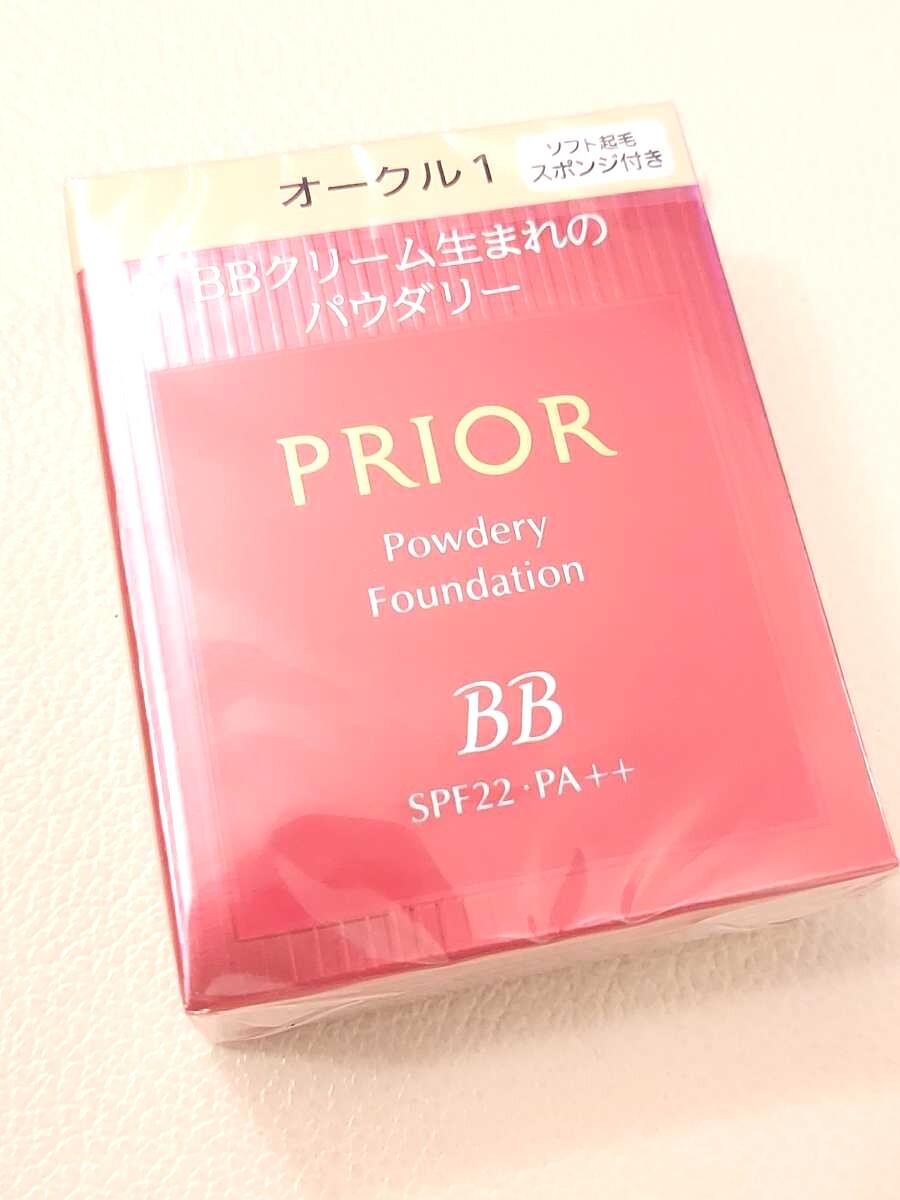 オークル1
ソフト起毛
スポンジ付き
BBクリーム生まれの
パウダリー
PRIOR
Powdery
Foundation
BB
SPF22・PA++